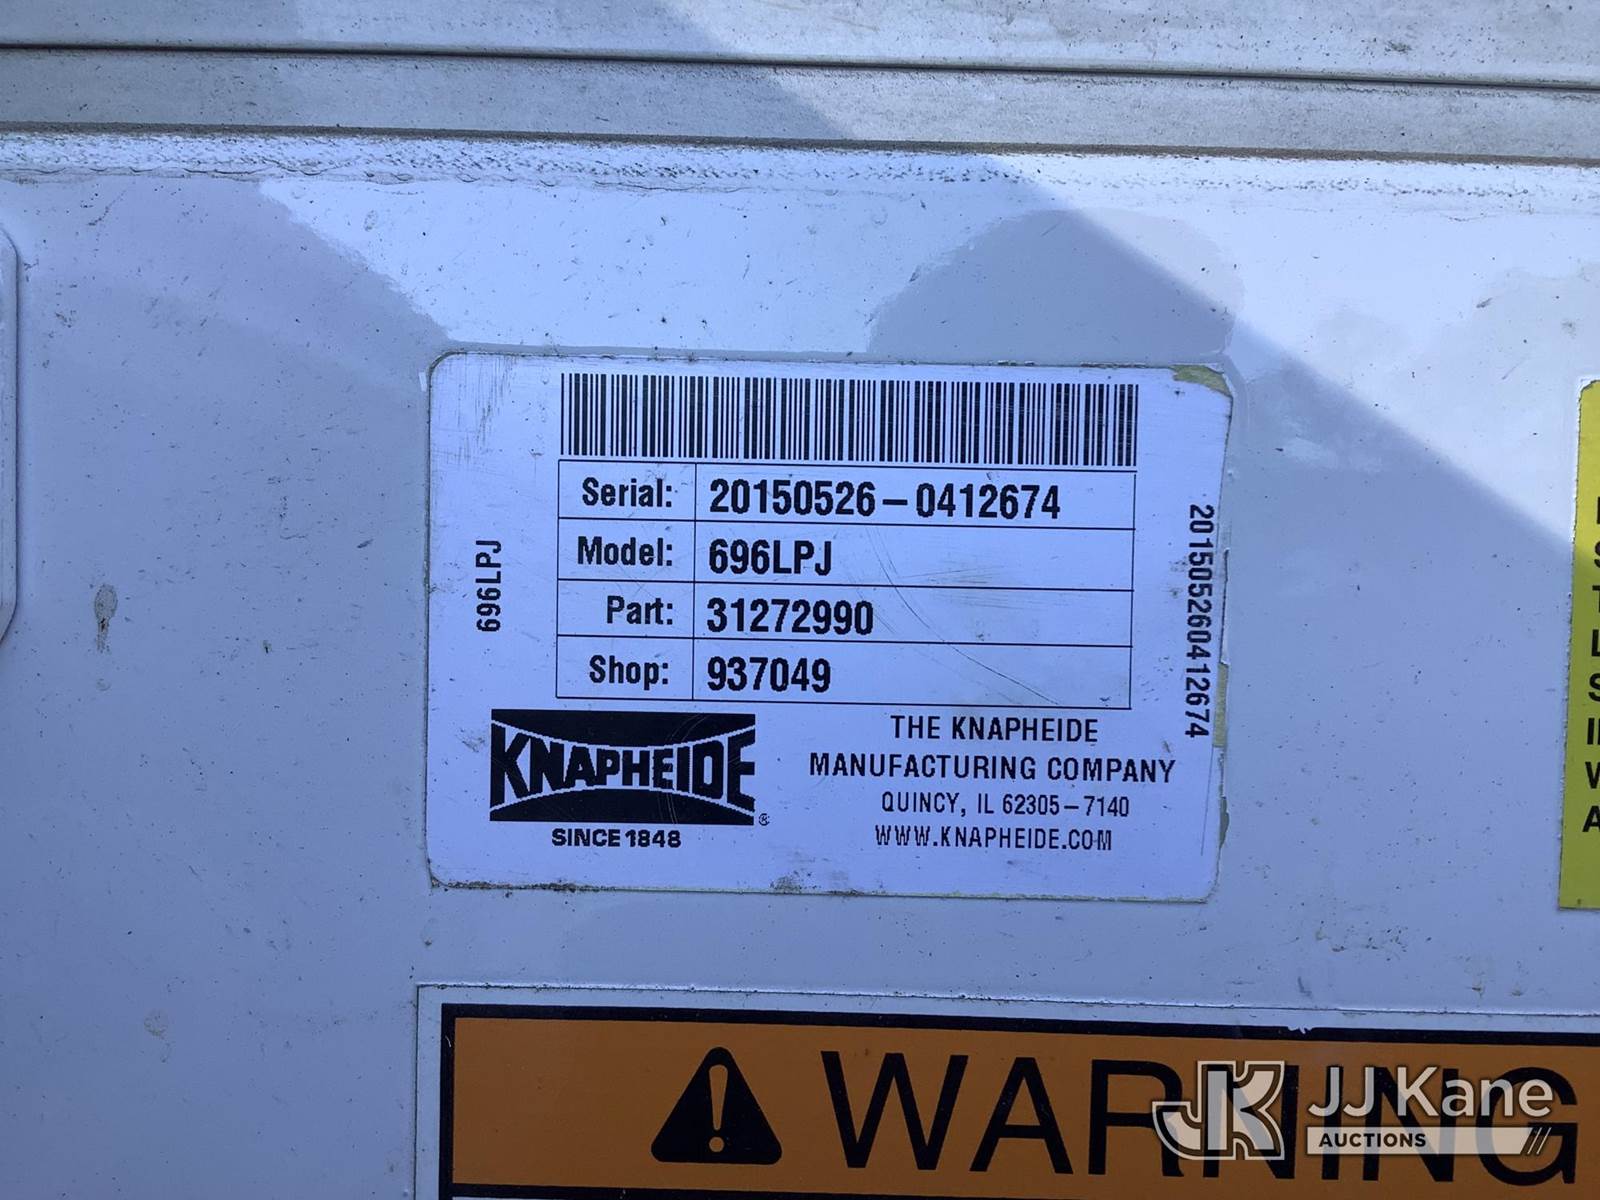 Serial: 20150526-0412674
Model: 696LPJ
Part: 31272990
Shop: 937049
696LPJ
201505260412674
KNAPHEIDE®
SINCE 1848
THE KNAPHEIDE
MANUFACTURING COMPANY
QUINCY, IL 62305-7140
WWW.KNAPHEIDE.COM
WARNING
JK JJKane
AUCTIONS